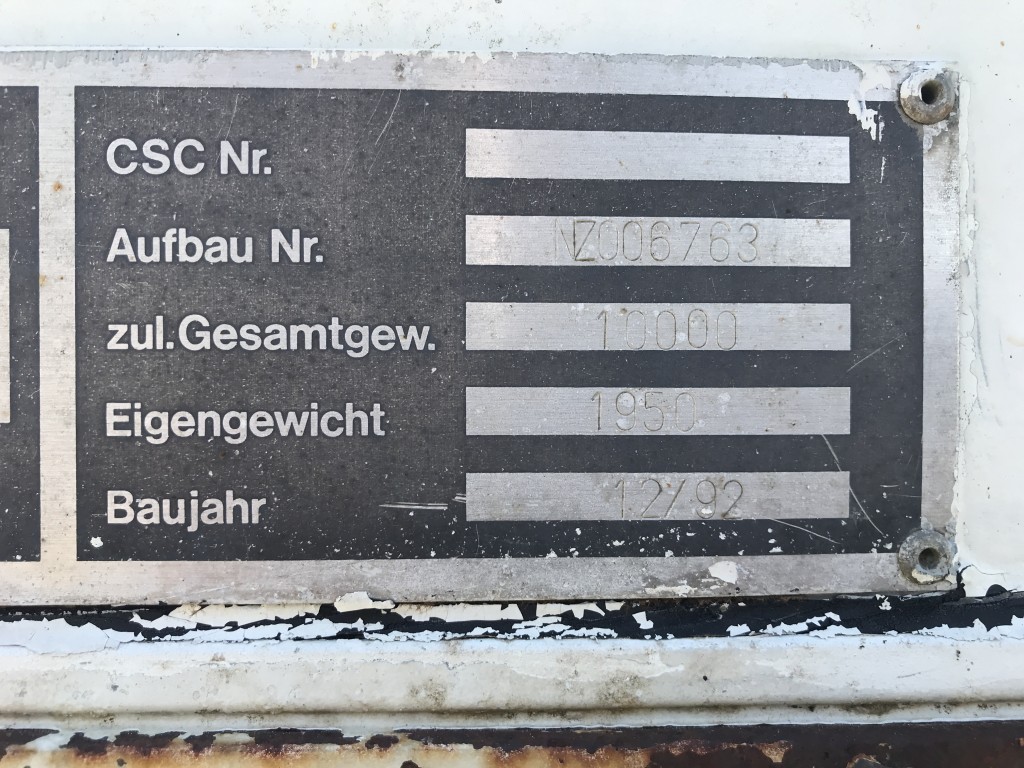 CSC Nr.
Aufbau Nr. NZ006763
zul.Gesamtgew. 10000
Eigengewicht 1950
Baujahr 12/92